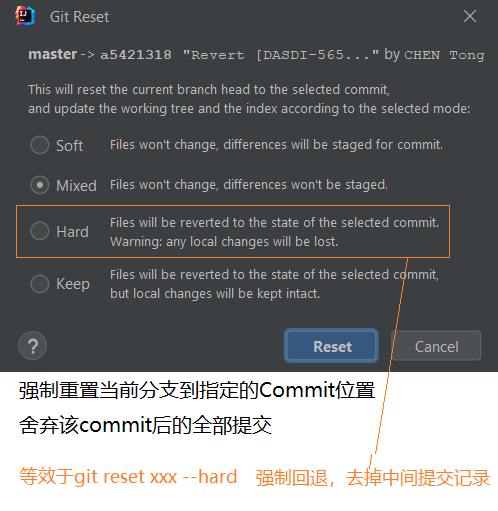 Git Reset
master -> a5421318 "Revert [DASDI-565..." by CHEN Tong
This will reset the current branch head to the selected commit,
and update the working tree and the index according to the selected mode:
Soft Files won't change, differences will be staged for commit.
Mixed Files won't change, differences won't be staged.
Hard Files will be reverted to the state of the selected commit.
Warning: any local changes will be lost.
Keep Files will be reverted to the state of the selected commit,
but local changes will be kept intact.
? Reset Cancel
强制重置当前分支到指定的Commit位置
舍弃该commit后的全部提交
等效于git reset xxx --hard 强制回退，去掉中间提交记录